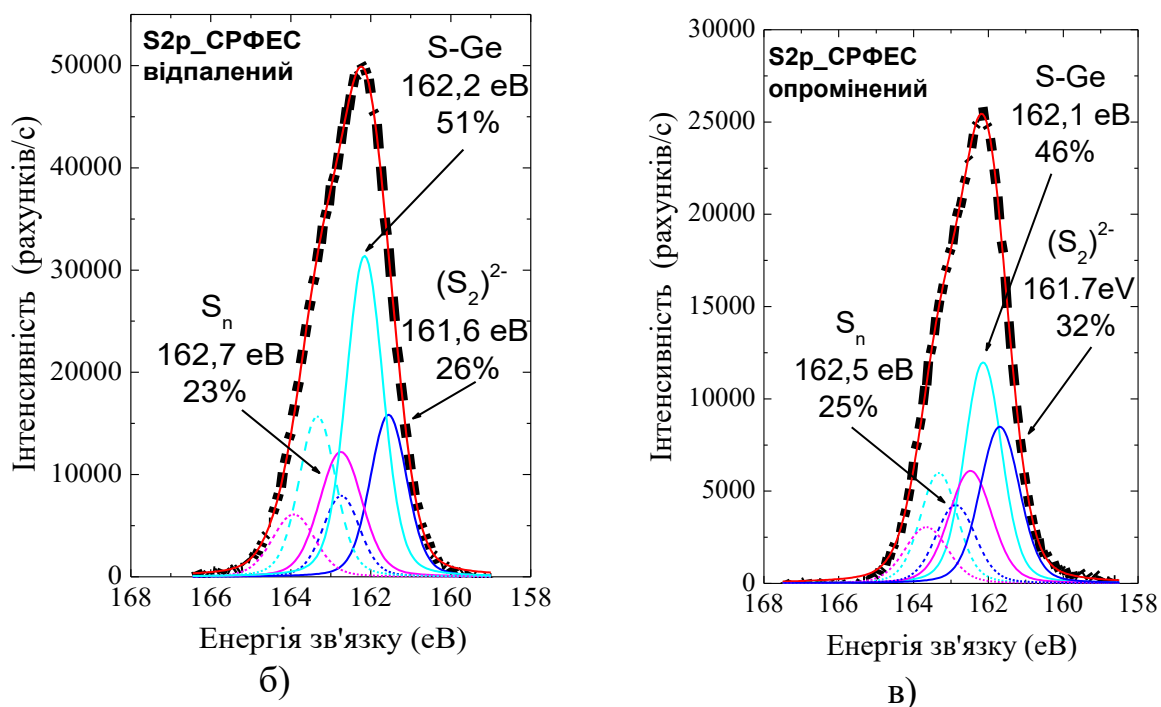 S2p_СРФЕС
відпалений
S-Ge
162,2 еВ
51%
(S2)2-
161,6 еВ
26%
Sn
162,7 еВ
23%
50000
40000
30000
20000
10000
0
168 166 164 162 160 158
Інтенсивність (рахунків/с)
Енергія зв'язку (еВ)
б)
S2p_СРФЕС
опромінений
S-Ge
162,1 еВ
46%
(S2)2-
161.7eV
32%
Sn
162,5 еВ
25%
30000
25000
20000
15000
10000
5000
0
168 166 164 162 160 158
Інтенсивність (рахунків/с)
Енергія зв'язку (еВ)
в)